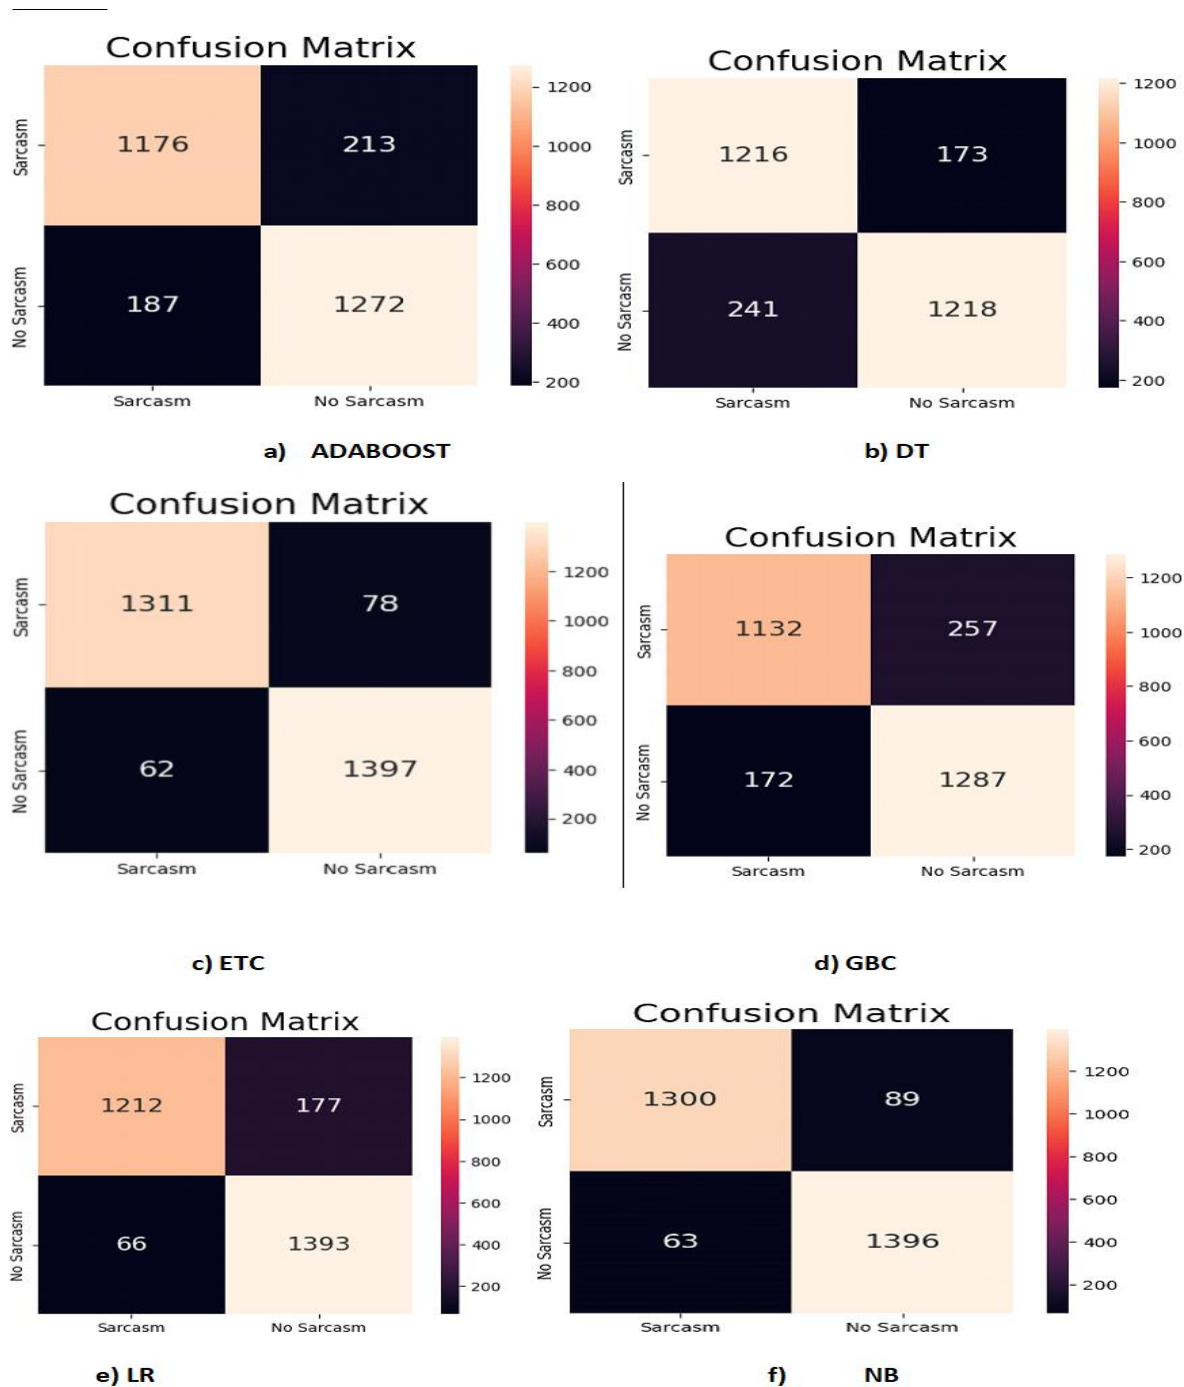 Confusion Matrix
Sarcasm
1176
213
1200
1000
800
No Sarcasm
187
1272
600
400
200
Sarcasm
No Sarcasm
a) ADABOOST
Confusion Matrix
Sarcasm
1216
173
1200
1000
800
No Sarcasm
241
1218
600
400
200
Sarcasm
No Sarcasm
b) DT
Confusion Matrix
Sarcasm
1311
78
1200
1000
800
No Sarcasm
62
1397
600
400
200
Sarcasm
No Sarcasm
c) ETC
Confusion Matrix
Sarcasm
1132
257
1200
1000
800
No Sarcasm
172
1287
600
400
200
Sarcasm
No Sarcasm
d) GBC
Confusion Matrix
Sarcasm
1212
177
1200
1000
800
No Sarcasm
66
1393
600
400
200
Sarcasm
No Sarcasm
e) LR
Confusion Matrix
Sarcasm
1300
89
1200
1000
800
No Sarcasm
63
1396
600
400
200
Sarcasm
No Sarcasm
f) NB